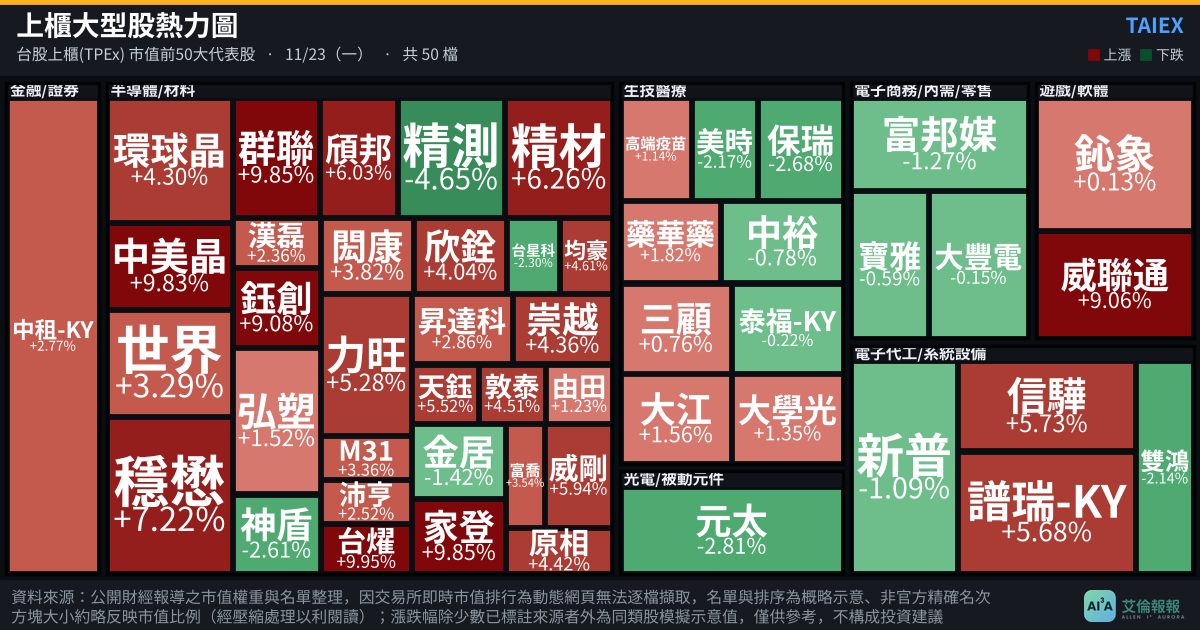 上櫃大型股熱力圖
TAIEX
台股上櫃(TPEx) 市值前50大代表股 · 11/23（一） · 共 50 檔
上漲 下跌
金融/證券
中租-KY
+2.77%
半導體/材料
環球晶
+4.30%
群聯
+9.85%
頎邦
+6.03%
精測
-4.65%
精材
+6.26%
中美晶
+9.83%
漢磊
+2.36%
閎康
+3.82%
欣銓
+4.04%
台星科
-2.30%
均豪
+4.61%
鈺創
+9.08%
世界
+3.29%
力旺
+5.28%
昇達科
+2.86%
崇越
+4.36%
弘塑
+1.52%
天鈺
+5.52%
敦泰
+4.51%
由田
+1.23%
穩懋
+7.22%
M31
+3.36%
金居
-1.42%
富喬
+3.54%
威剛
+5.94%
沛亨
+2.52%
神盾
-2.61%
台燿
+9.95%
家登
+9.85%
原相
+4.42%
生技醫療
高端疫苗
+1.14%
美時
-2.17%
保瑞
-2.68%
藥華藥
+1.82%
中裕
-0.78%
三顧
+0.76%
泰福-KY
-0.22%
大江
+1.56%
大學光
+1.35%
光電/被動元件
元太
-2.81%
電子商務/內需/零售
富邦媒
-1.27%
寶雅
-0.59%
大豐電
-0.15%
遊戲/軟體
鈊象
+0.13%
威聯通
+9.06%
電子代工/系統設備
新普
-1.09%
信驊
+5.73%
譜瑞-KY
+5.68%
雙鴻
-2.14%
資料來源：公開財經報導之市值權重與名單整理，因交易所即時市值排行為動態網頁無法逐檔擷取，名單與排序為概略示意、非官方精確名次
方塊大小約略反映市值比例（經壓縮處理以利閱讀）；漲跌幅除少數已標註來源者外為同類股模擬示意值，僅供參考，不構成投資建議
AI³A
艾倫報報
ALLEN I³ AURORA